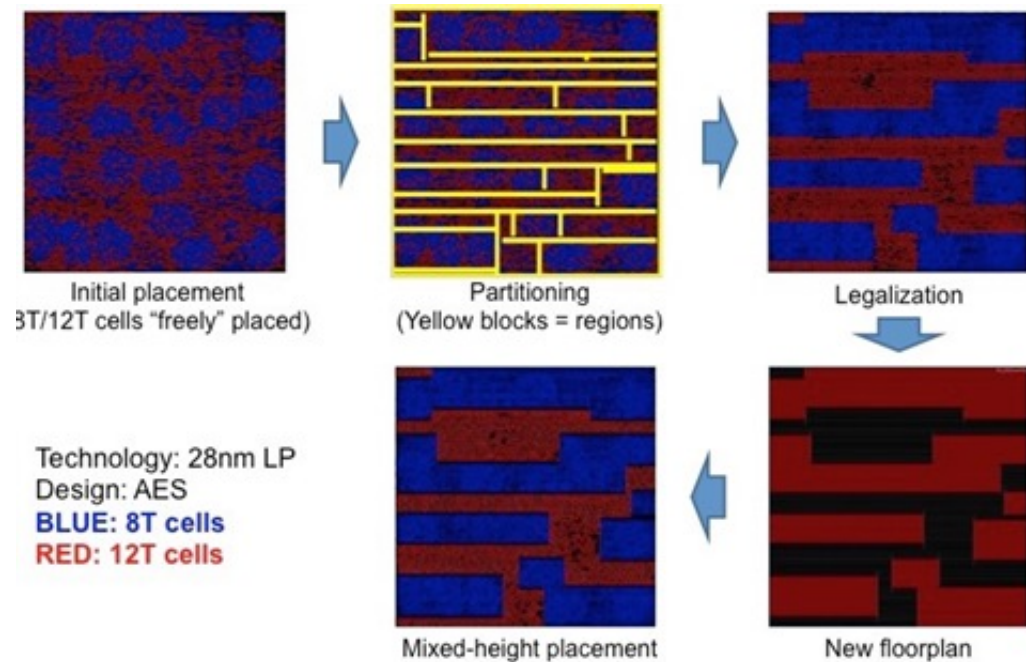 Initial placement
8T/12T cells “freely” placed)
Partitioning
(Yellow blocks = regions)
Legalization
Technology: 28nm LP
Design: AES
BLUE: 8T cells
RED: 12T cells
Mixed-height placement
New floorplan